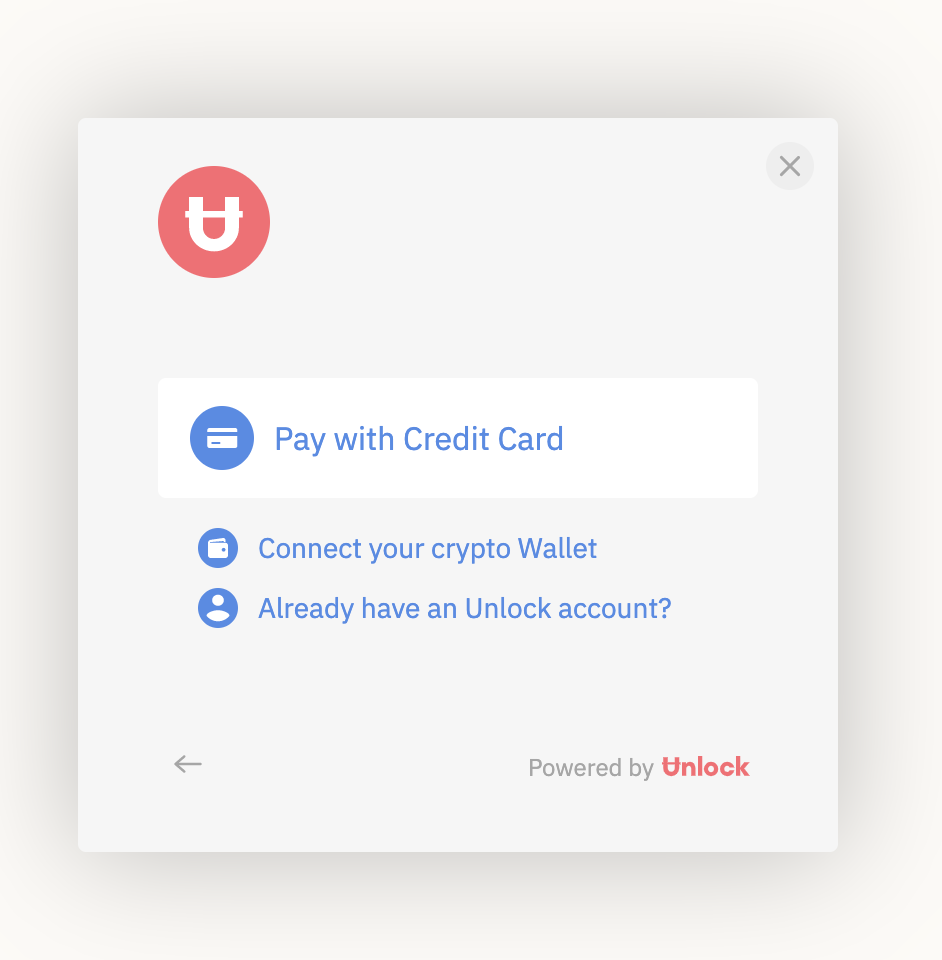 Pay with Credit Card
Connect your crypto Wallet
Already have an Unlock account?
Powered by Unlock